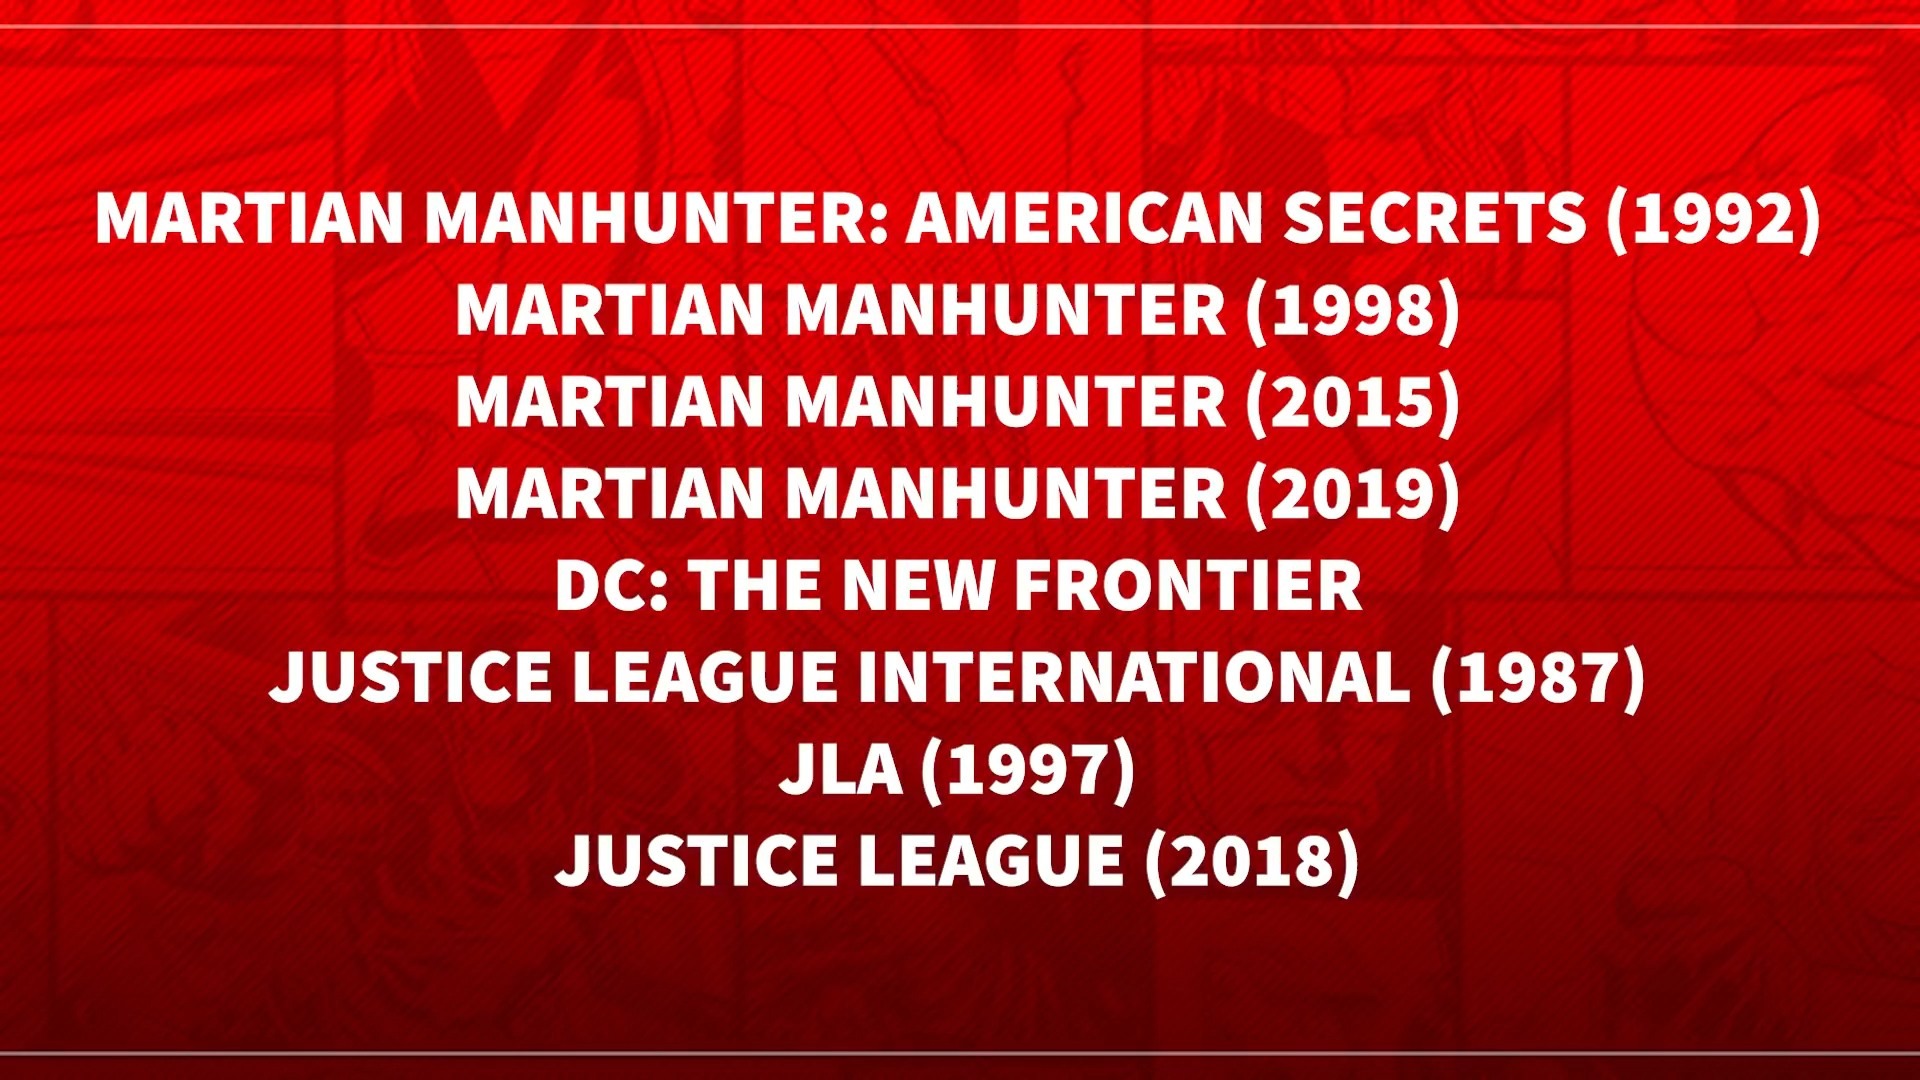 MARTIAN MANHUNTER: AMERICAN SECRETS (1992)
MARTIAN MANHUNTER (1998)
MARTIAN MANHUNTER (2015)
MARTIAN MANHUNTER (2019)
DC: THE NEW FRONTIER
JUSTICE LEAGUE INTERNATIONAL (1987)
JLA (1997)
JUSTICE LEAGUE (2018)